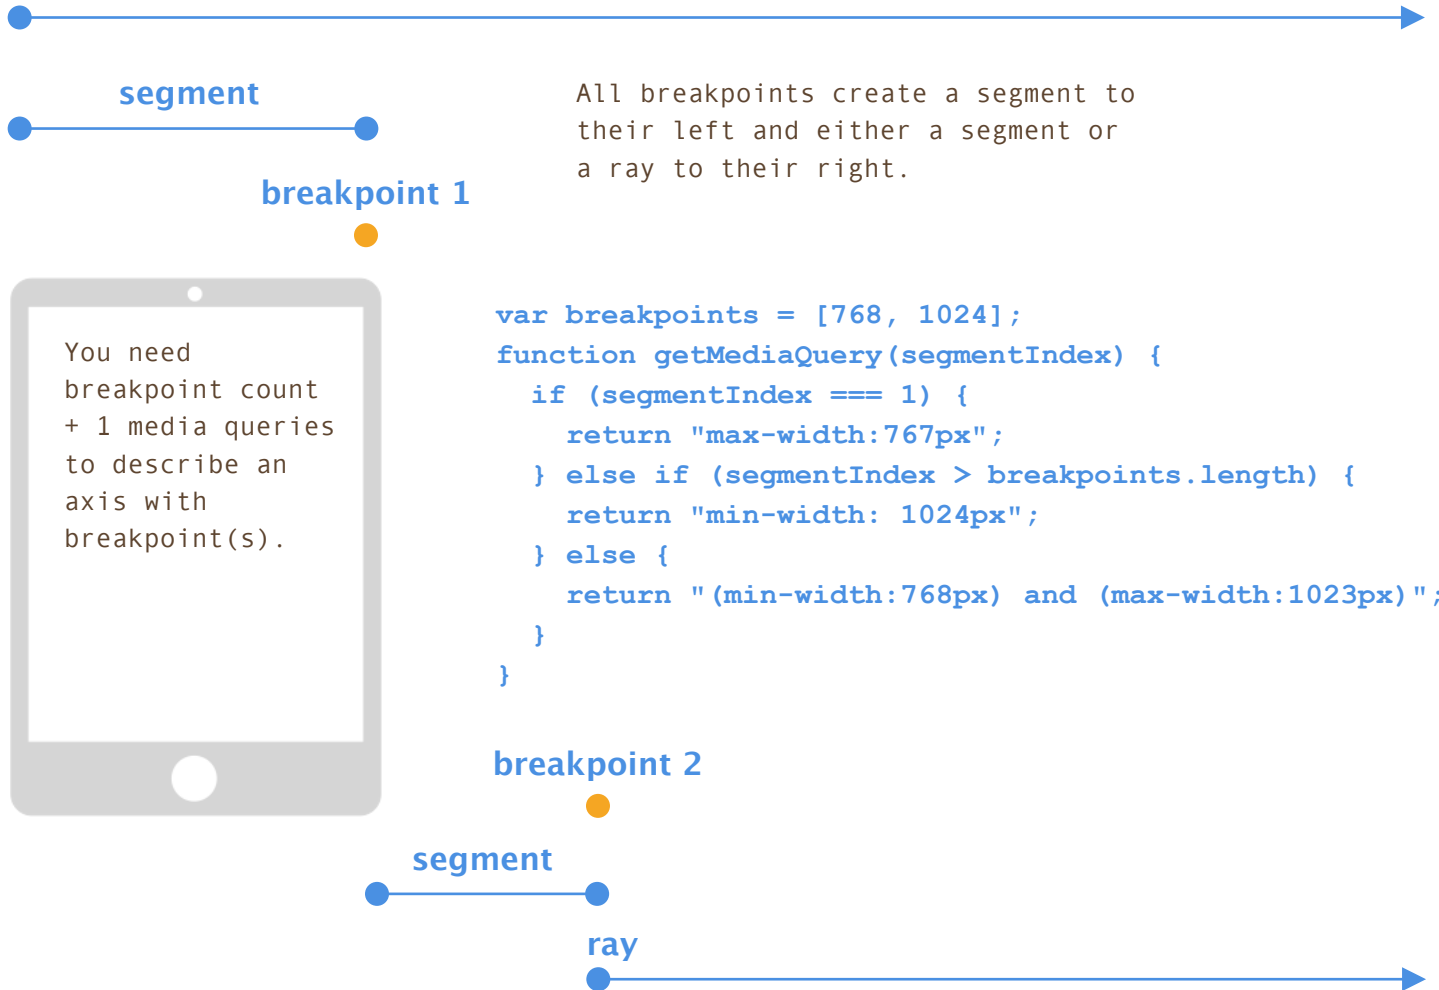 segment
All breakpoints create a segment to
their left and either a segment or
a ray to their right.
breakpoint 1
You need
breakpoint count
+ 1 media queries
to describe an
axis with
breakpoint(s).
var breakpoints = [768, 1024];
function getMediaQuery(segmentIndex) {
  if (segmentIndex === 1) {
    return "max-width:767px";
  } else if (segmentIndex > breakpoints.length) {
    return "min-width: 1024px";
  } else {
    return "(min-width:768px) and (max-width:1023px)";
  }
}
breakpoint 2
segment
ray